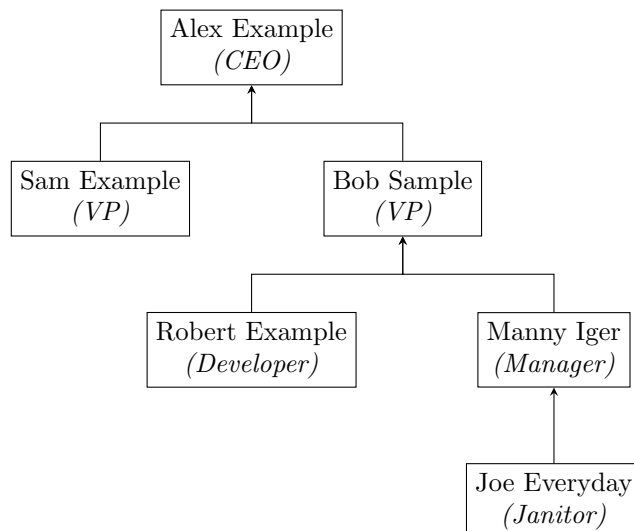 Alex Example
(CEO)
Sam Example
(VP)
Bob Sample
(VP)
Robert Example
(Developer)
Manny Iger
(Manager)
Joe Everyday
(Janitor)